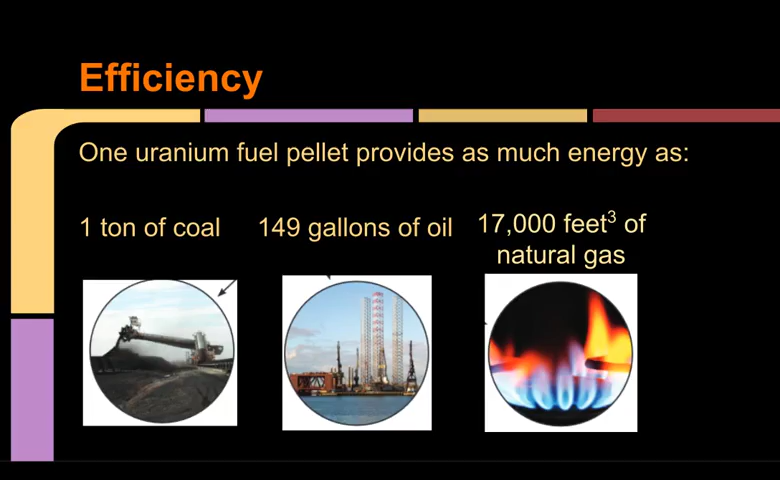 Efficiency
One uranium fuel pellet provides as much energy as:
1 ton of coal
149 gallons of oil
17,000 feet³ of
natural gas